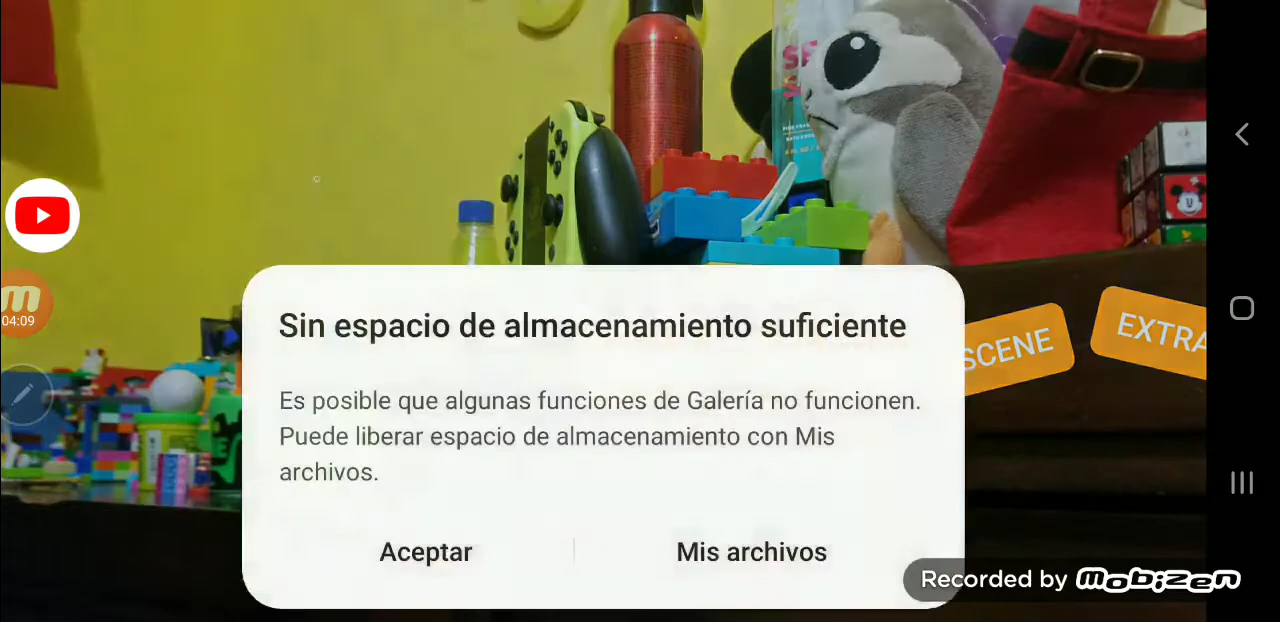 SE
04:09
SCENE
EXTRA
Sin espacio de almacenamiento suficiente
Es posible que algunas funciones de Galería no funcionen.
Puede liberar espacio de almacenamiento con Mis
archivos.
Aceptar
Mis archivos
Recorded by mobizen